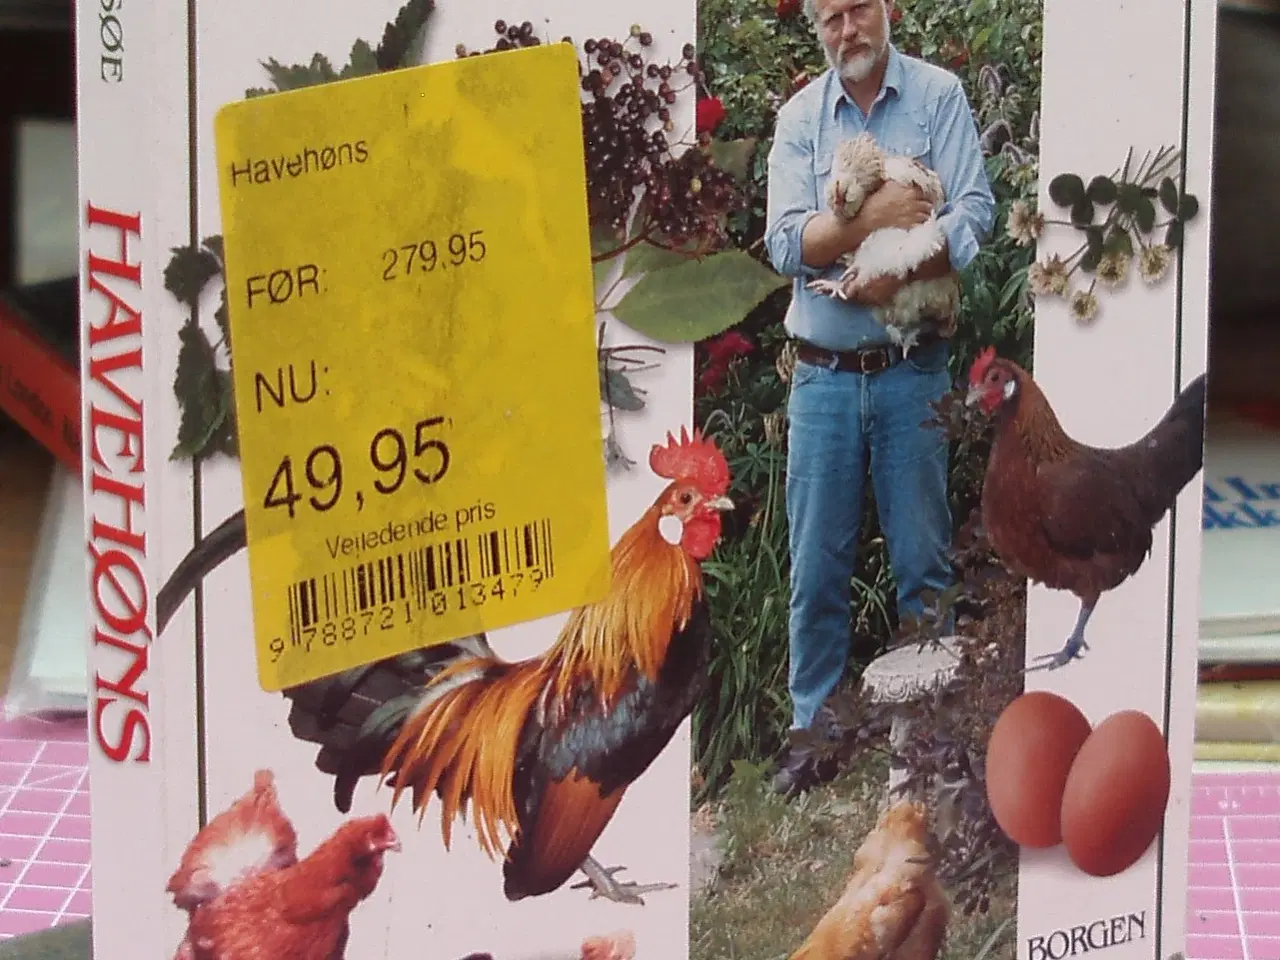 SØE
HAVEHØNS
Havehøns
FØR: 279.95
NU:
49,95
Vejledende pris
9 788721 013479
BORGEN